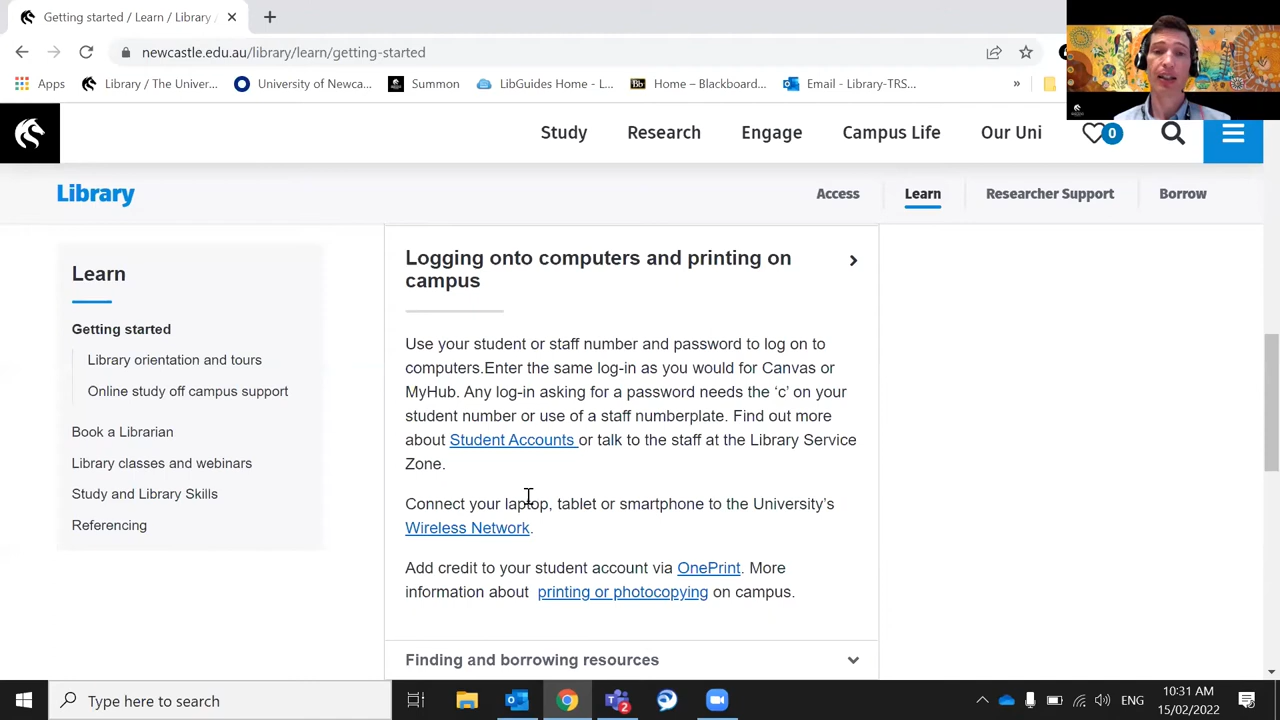 Getting started / Learn / Library /
newcastle.edu.au/library/learn/getting-started
Apps
Library / The Univer...
University of Newca...
Summon
LibGuides Home - L...
Bb
Home – Blackboard...
Email - Library-TRS...
»
Study
Research
Engage
Campus Life
Our Uni
0
Library
Access
Learn
Researcher Support
Borrow
Learn
Getting started
Library orientation and tours
Online study off campus support
Book a Librarian
Library classes and webinars
Study and Library Skills
Referencing
Logging onto computers and printing on
campus
Use your student or staff number and password to log on to
computers.Enter the same log-in as you would for Canvas or
MyHub. Any log-in asking for a password needs the ‘c’ on your
student number or use of a staff numberplate. Find out more
about Student Accounts or talk to the staff at the Library Service
Zone.
Connect your laptop, tablet or smartphone to the University’s
Wireless Network.
Add credit to your student account via OnePrint. More
information about printing or photocopying on campus.
Finding and borrowing resources
Type here to search
2
ENG
10:31 AM
15/02/2022